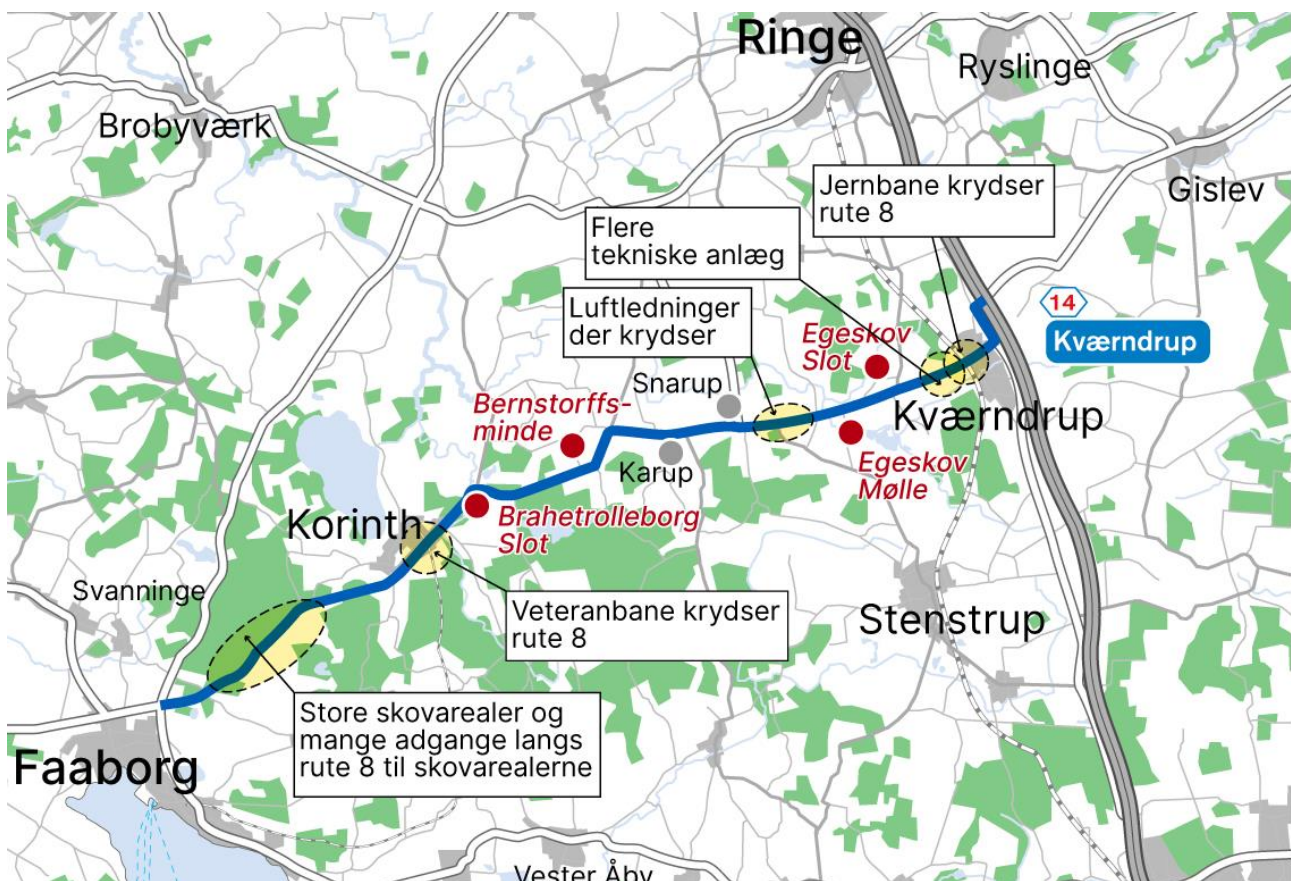 Ringe
Ryslinge
Brobyværk
Jernbane krydser
rute 8
Gislev
Flere
tekniske anlæg
Luftledninger
der krydser
14
Kværndrup
Egeskov
Slot
Snarup
Bernstorffs-
minde
Kværndrup
Karup
Egeskov
Mølle
Korinth
Brahetrolleborg
Slot
Svanninge
Veteranbane krydser
rute 8
Stenstrup
Store skovarealer og
mange adgange langs
rute 8 til skovarealerne
Faaborg
Vester Åby